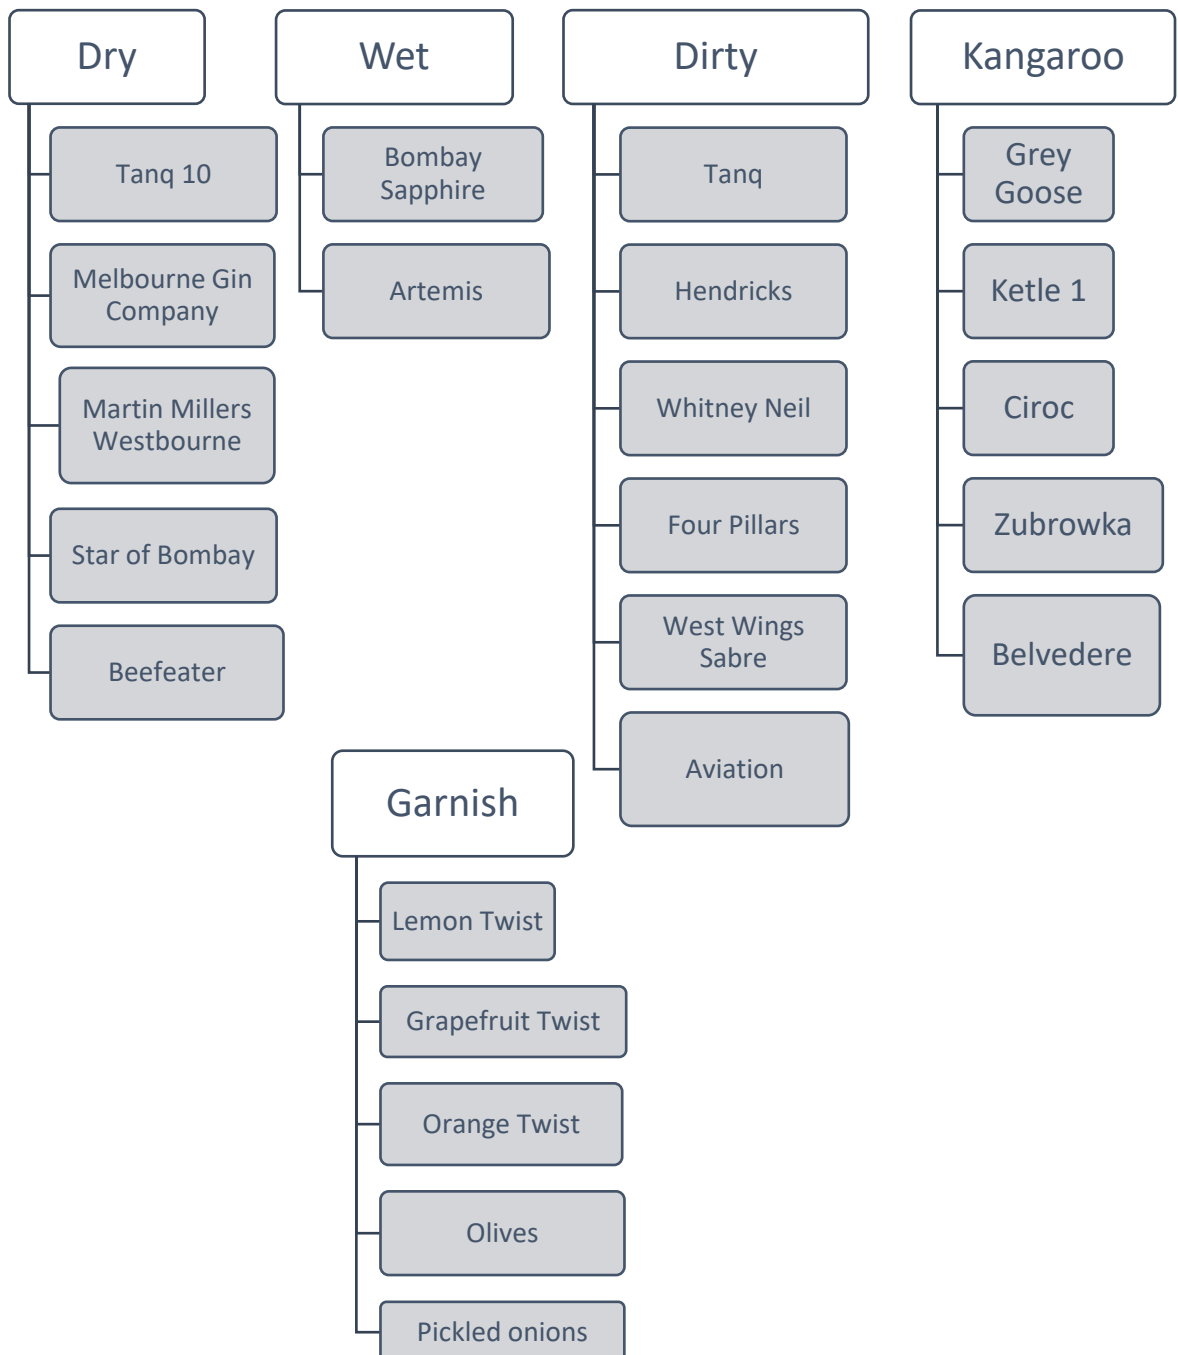 Dry
Tanq 10
Melbourne Gin
Company
Martin Millers
Westbourne
Star of Bombay
Beefeater
Wet
Bombay
Sapphire
Artemis
Dirty
Tanq
Hendricks
Whitney Neil
Four Pillars
West Wings
Sabre
Aviation
Kangaroo
Grey
Goose
Ketle 1
Ciroc
Zubrowka
Belvedere
Garnish
Lemon Twist
Grapefruit Twist
Orange Twist
Olives
Pickled onions